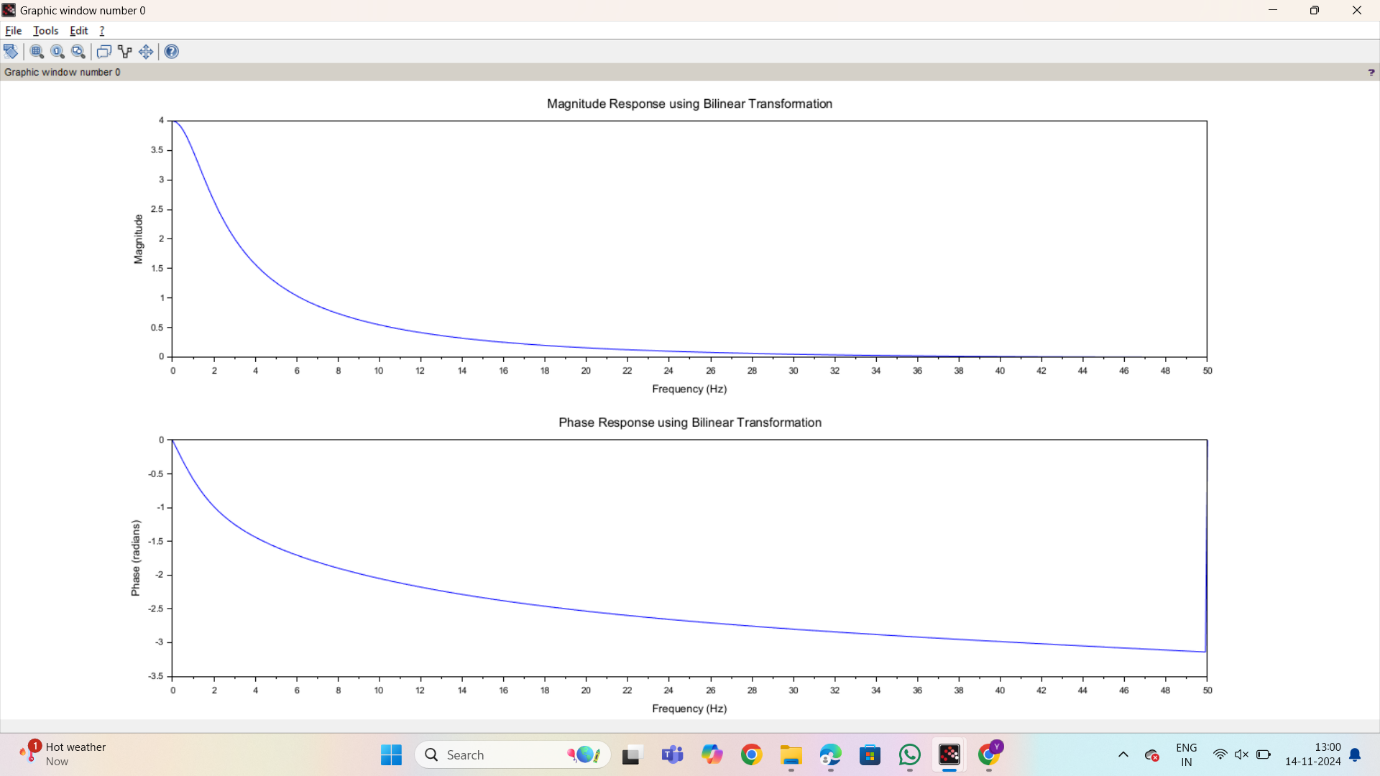 Graphic window number 0
File Tools Edit ?
Graphic window number 0 ?
Magnitude Response using Bilinear Transformation
4
3.5
3
2.5
2
1.5
1
0.5
0
Magnitude
0 2 4 6 8 10 12 14 16 18 20 22 24 26 28 30 32 34 36 38 40 42 44 46 48 50
Frequency (Hz)
Phase Response using Bilinear Transformation
0
-0.5
-1
-1.5
-2
-2.5
-3
-3.5
Phase (radians)
0 2 4 6 8 10 12 14 16 18 20 22 24 26 28 30 32 34 36 38 40 42 44 46 48 50
Frequency (Hz)
1
Hot weather
Now
Search
Y
ENG
IN
13:00
14-11-2024